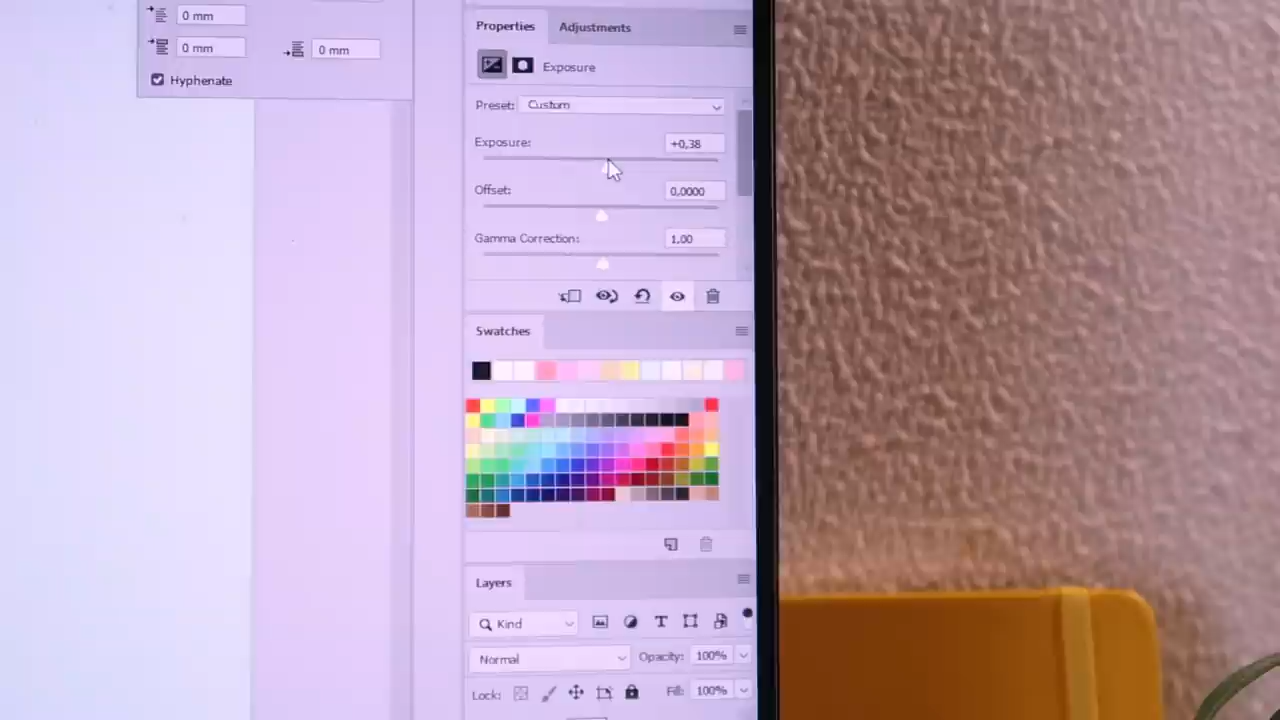 0 mm
0 mm
0 mm
Hyphenate
Properties
Adjustments
Exposure
Preset: Custom
Exposure: +0,38
Offset: 0,0000
Gamma Correction: 1.00
Swatches
Layers
Kind
Normal
Opacity: 100%
Lock:
Fill: 100%